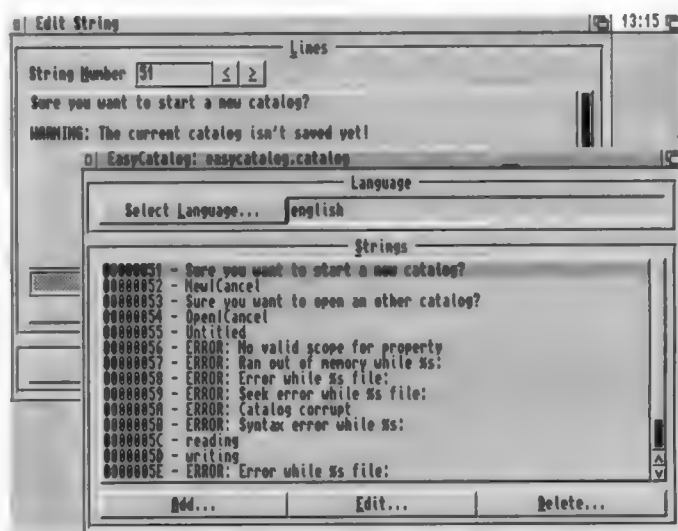 Edit String
13:15
Lines
String Number 51 < >
Sure you want to start a new catalog?
WARNING: The current catalog isn't saved yet!
EasyCatalog: easycatalog.catalog
Language
Select Language... english
Strings
00000051 - Sure you want to start a new catalog?
00000052 - New|Cancel
00000053 - Sure you want to open an other catalog?
00000054 - Open|Cancel
00000055 - Untitled
00000056 - ERROR: No valid scope for property
00000057 - ERROR: Ran out of memory while %s:
00000058 - ERROR: Error while %s file:
00000059 - ERROR: Seek error while %s file:
0000005A - ERROR: Catalog corrupt
0000005B - ERROR: Syntax error while %s:
0000005C - reading
0000005D - writing
0000005E - ERROR: Error while %s file:
Add... Edit... Delete...